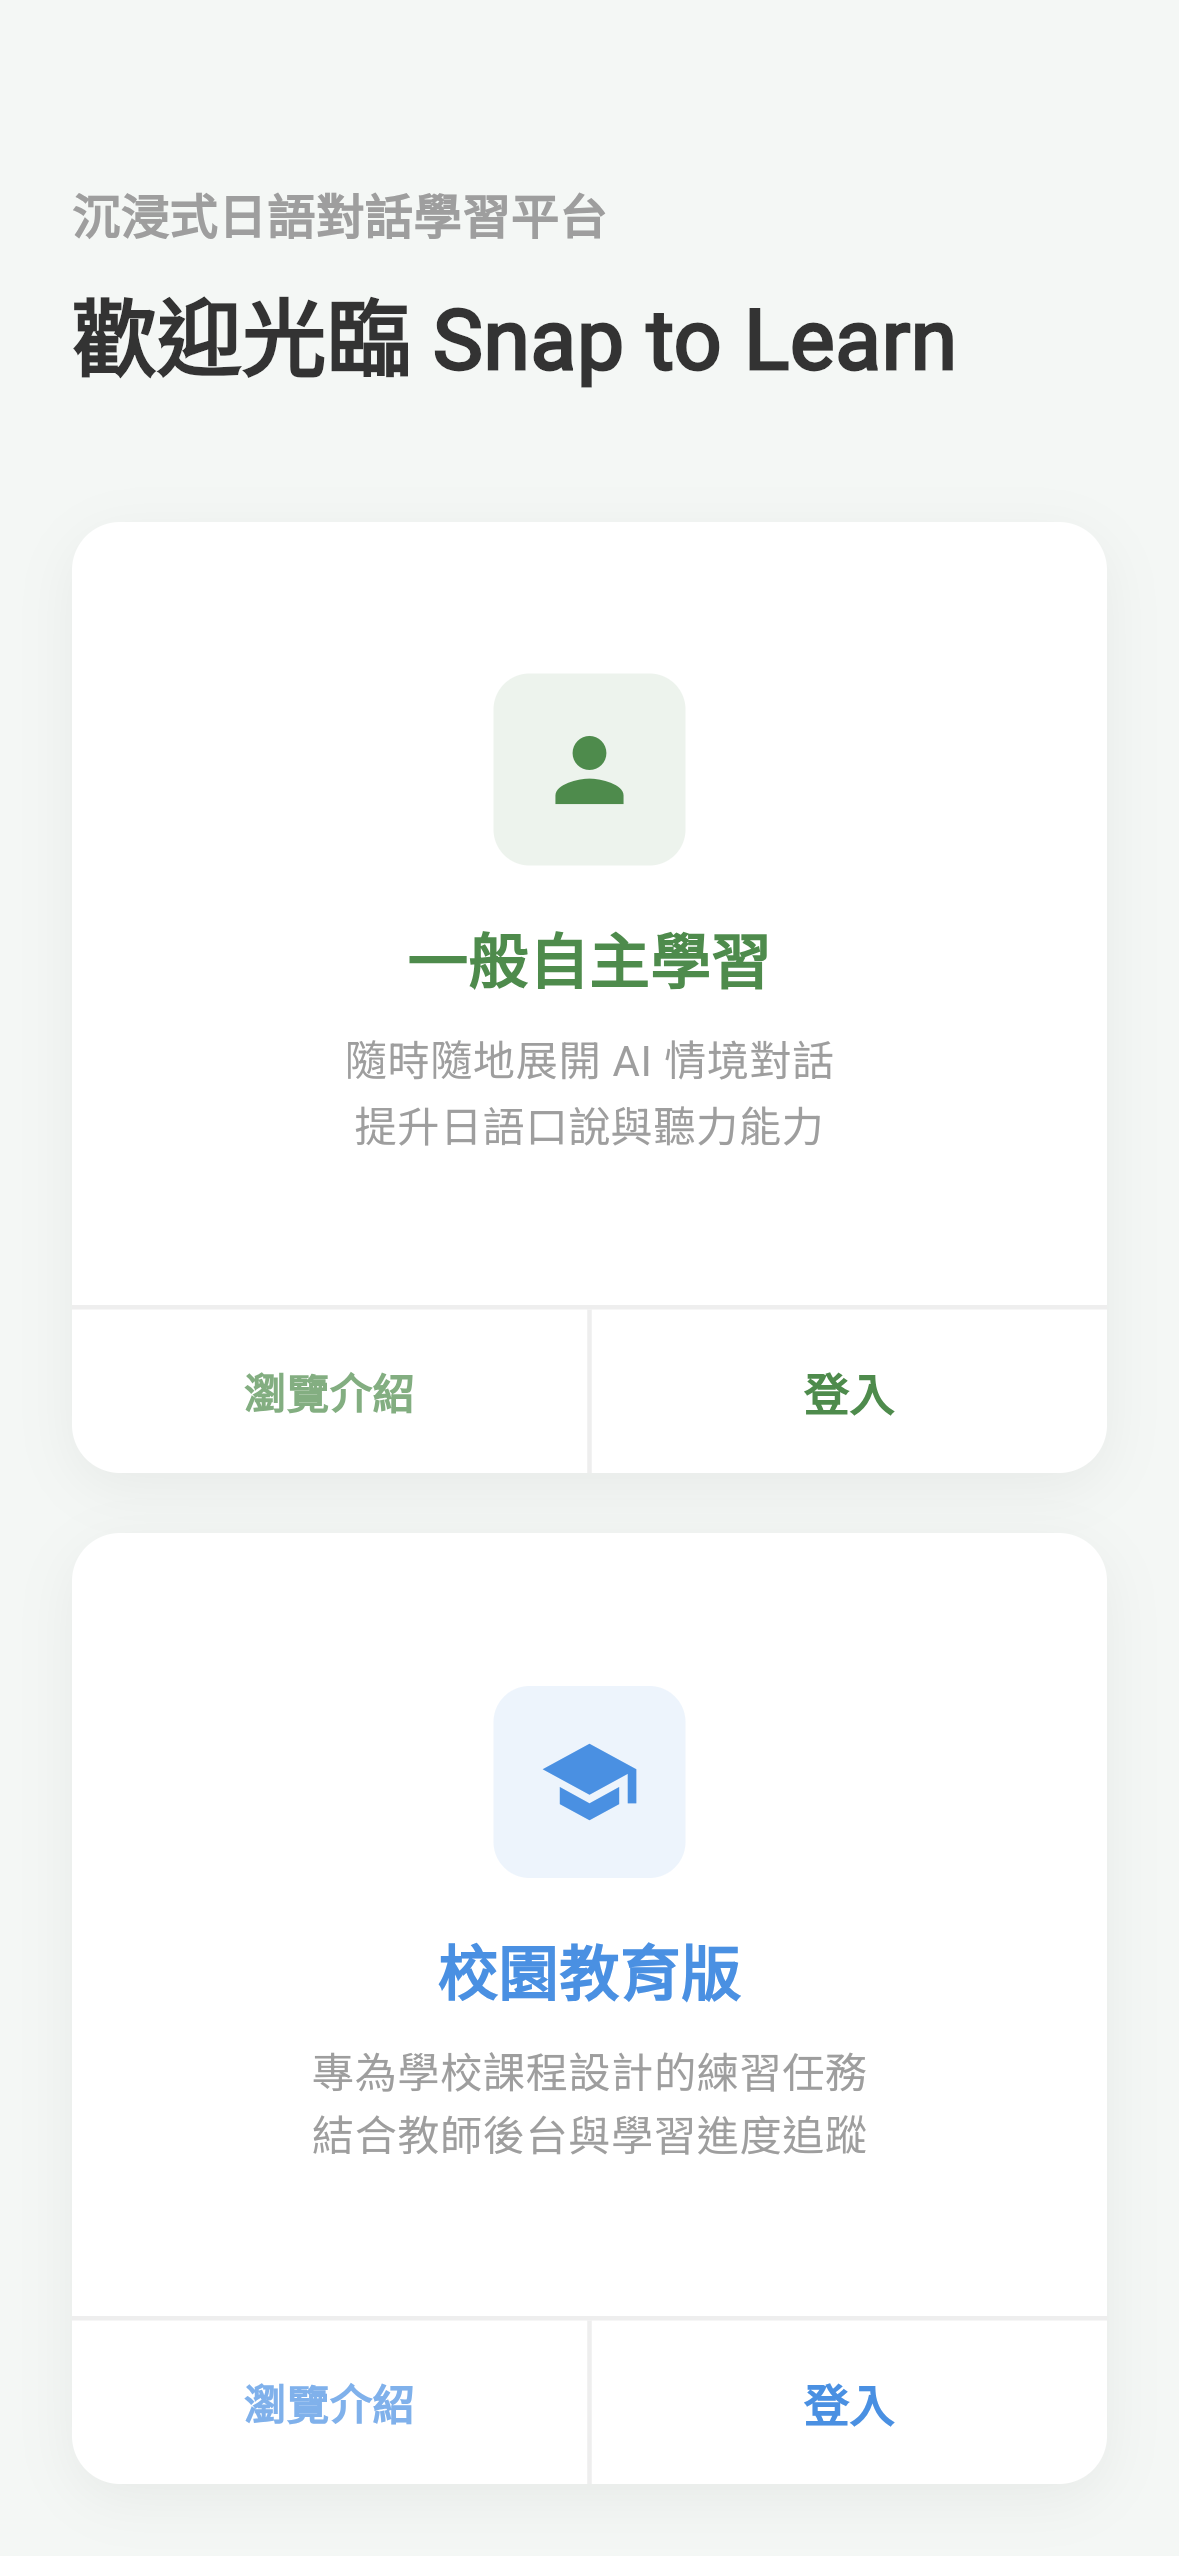 沉浸式日語對話學習平台
歡迎光臨 Snap to Learn
一般自主學習
隨時隨地展開 AI 情境對話
提升日語口說與聽力能力
瀏覽介紹
登入
校園教育版
專為學校課程設計的練習任務
結合教師後台與學習進度追蹤
瀏覽介紹
登入